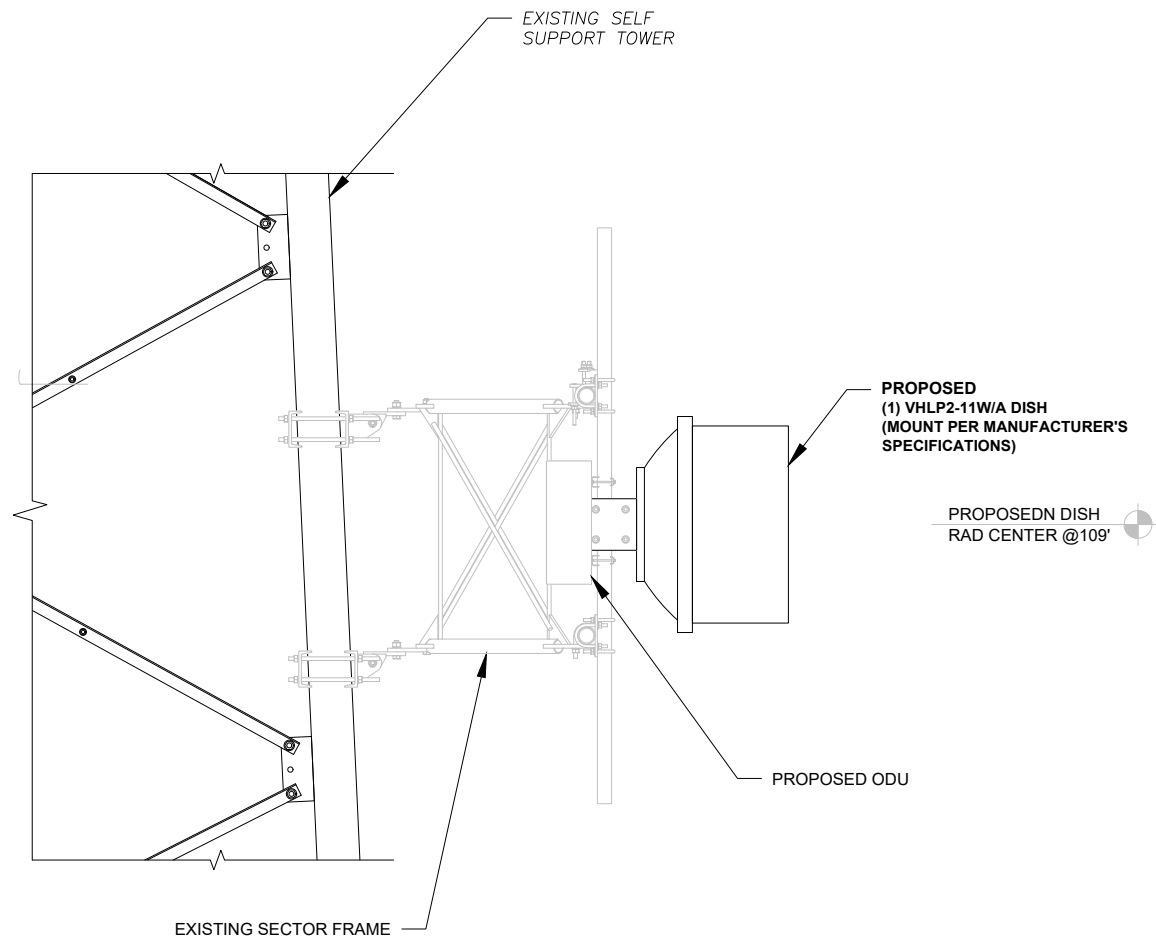 EXISTING SELF
SUPPORT TOWER
PROPOSED
(1) VHLP2-11W/A DISH
(MOUNT PER MANUFACTURER'S
SPECIFICATIONS)
PROPOSEDN DISH
RAD CENTER @109'
PROPOSED ODU
EXISTING SECTOR FRAME